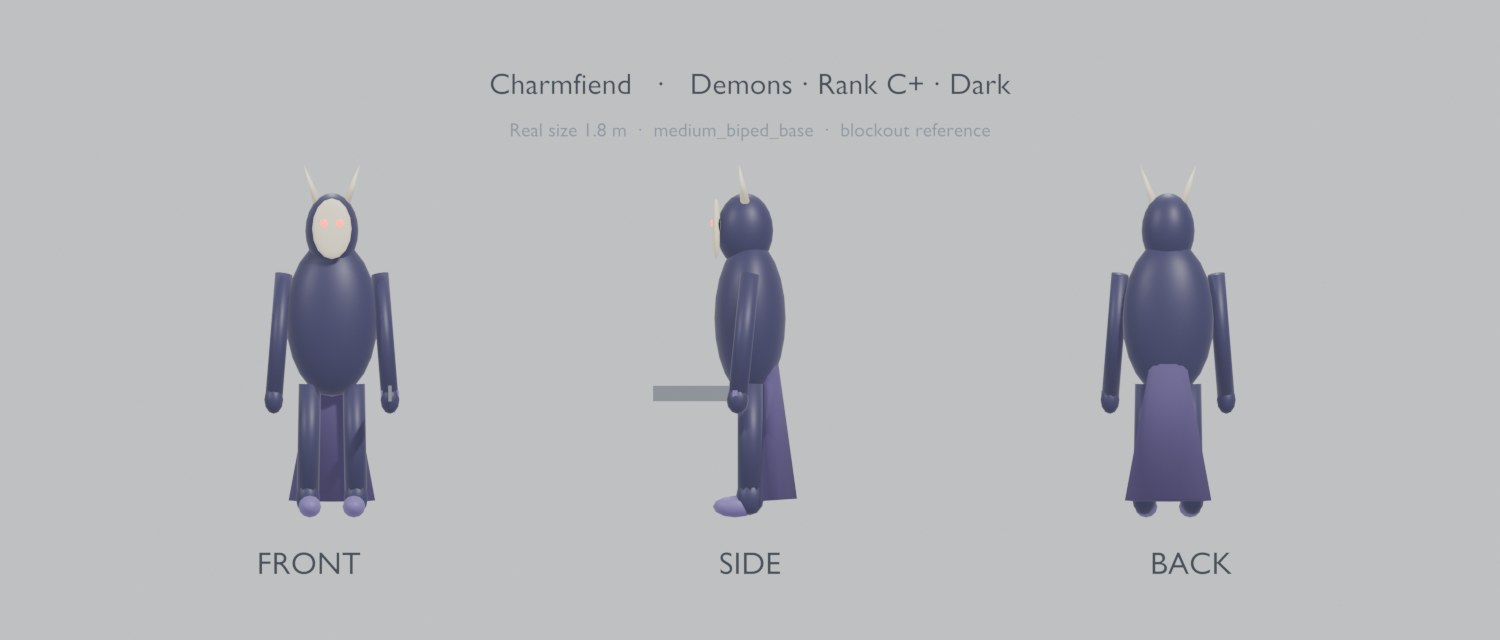 Charmfiend · Demons · Rank C+ · Dark
Real size 1.8 m · medium_biped_base · blockout reference
FRONT SIDE BACK